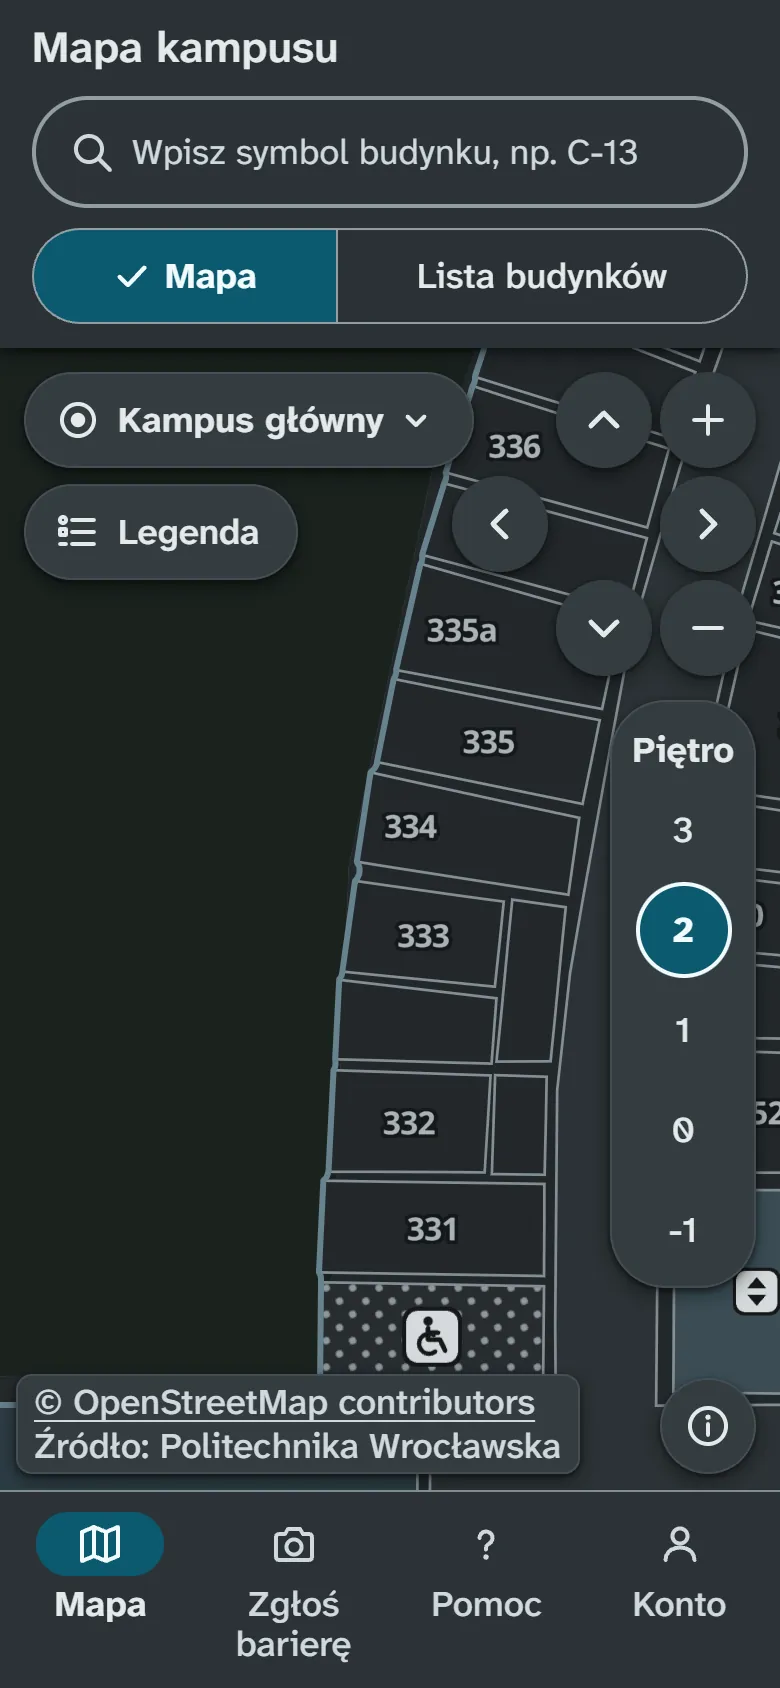 Mapa kampusu
Wpisz symbol budynku, np. C-13
Mapa
Lista budynków
Kampus główny
Legenda
336
335a
335
Piętro
3
334
2
333
1
332
52
0
331
-1
© OpenStreetMap contributors
Źródło: Politechnika Wrocławska
Mapa
Zgłoś
barierę
Pomoc
Konto